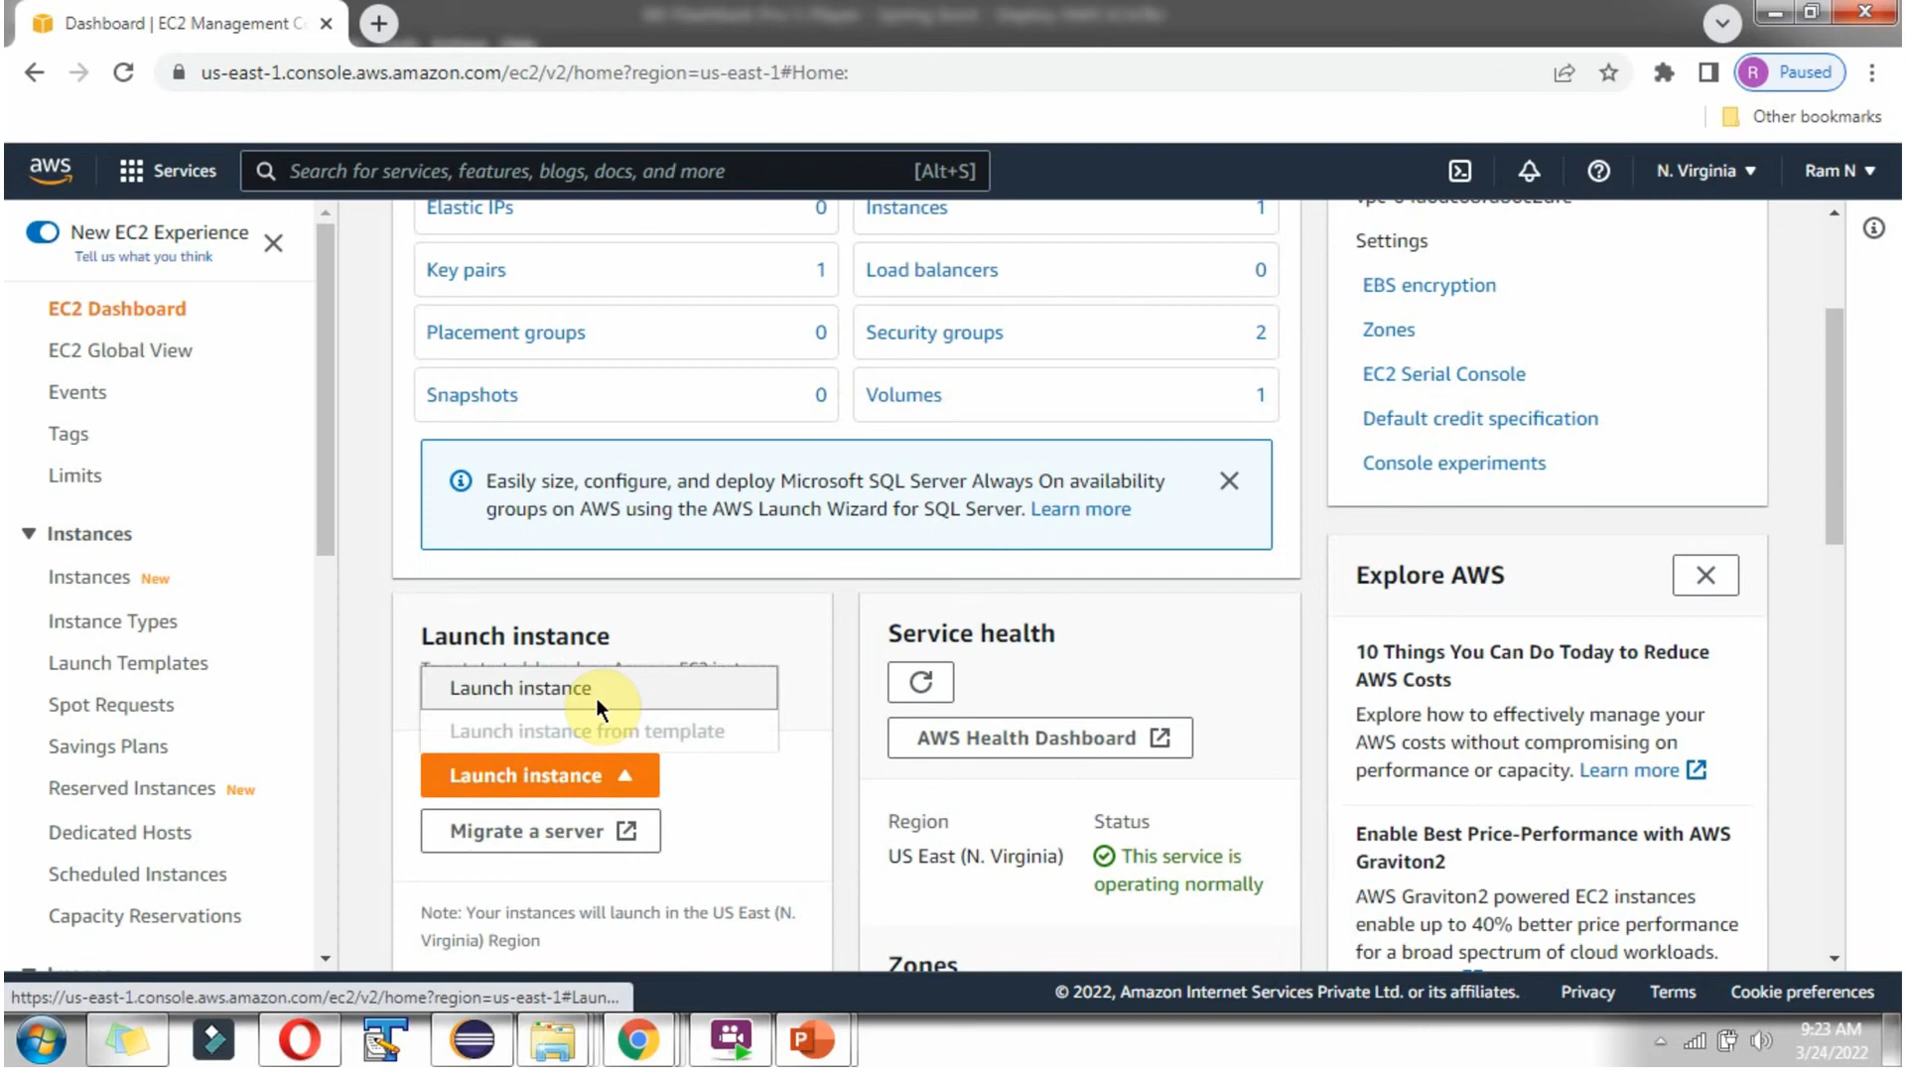 Dashboard | EC2 Management C
us-east-1.console.aws.amazon.com/ec2/v2/home?region=us-east-1#Home:
R Paused
Other bookmarks
aws
Services
Search for services, features, blogs, docs, and more [Alt+S]
N. Virginia
Ram N
New EC2 Experience
Tell us what you think
EC2 Dashboard
EC2 Global View
Events
Tags
Limits
Instances
Instances New
Instance Types
Launch Templates
Spot Requests
Savings Plans
Reserved Instances New
Dedicated Hosts
Scheduled Instances
Capacity Reservations
Elastic IPs 0
Instances 1
Key pairs 1
Load balancers 0
Placement groups 0
Security groups 2
Snapshots 0
Volumes 1
Easily size, configure, and deploy Microsoft SQL Server Always On availability
groups on AWS using the AWS Launch Wizard for SQL Server. Learn more
Launch instance
Launch instance
Launch instance from template
Launch instance
Migrate a server
Note: Your instances will launch in the US East (N.
Virginia) Region
Service health
AWS Health Dashboard
Region
Status
US East (N. Virginia)
This service is
operating normally
Zones
Settings
EBS encryption
Zones
EC2 Serial Console
Default credit specification
Console experiments
Explore AWS
10 Things You Can Do Today to Reduce
AWS Costs
Explore how to effectively manage your
AWS costs without compromising on
performance or capacity. Learn more
Enable Best Price-Performance with AWS
Graviton2
AWS Graviton2 powered EC2 instances
enable up to 40% better price performance
for a broad spectrum of cloud workloads.
https://us-east-1.console.aws.amazon.com/ec2/v2/home?region=us-east-1#Laun...
© 2022, Amazon Internet Services Private Ltd. or its affiliates.
Privacy
Terms
Cookie preferences
9:23 AM
3/24/2022